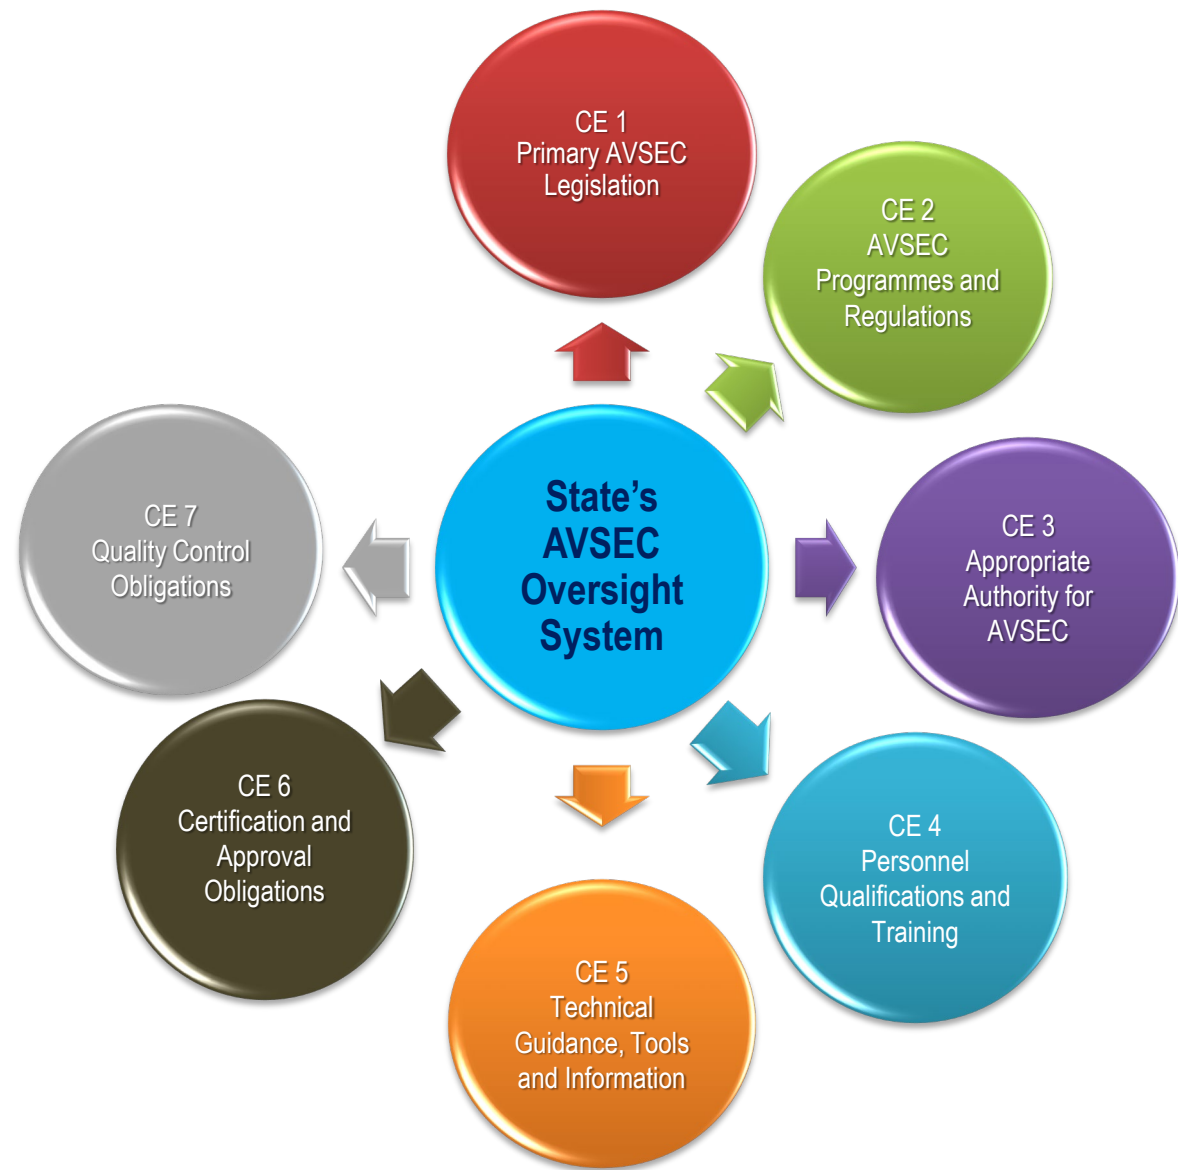 CE 1
Primary AVSEC
Legislation
CE 2
AVSEC
Programmes and
Regulations
CE 3
Appropriate
Authority for
AVSEC
CE 4
Personnel
Qualifications and
Training
CE 5
Technical
Guidance, Tools
and Information
CE 6
Certification and
Approval
Obligations
CE 7
Quality Control
Obligations
State’s
AVSEC
Oversight
System